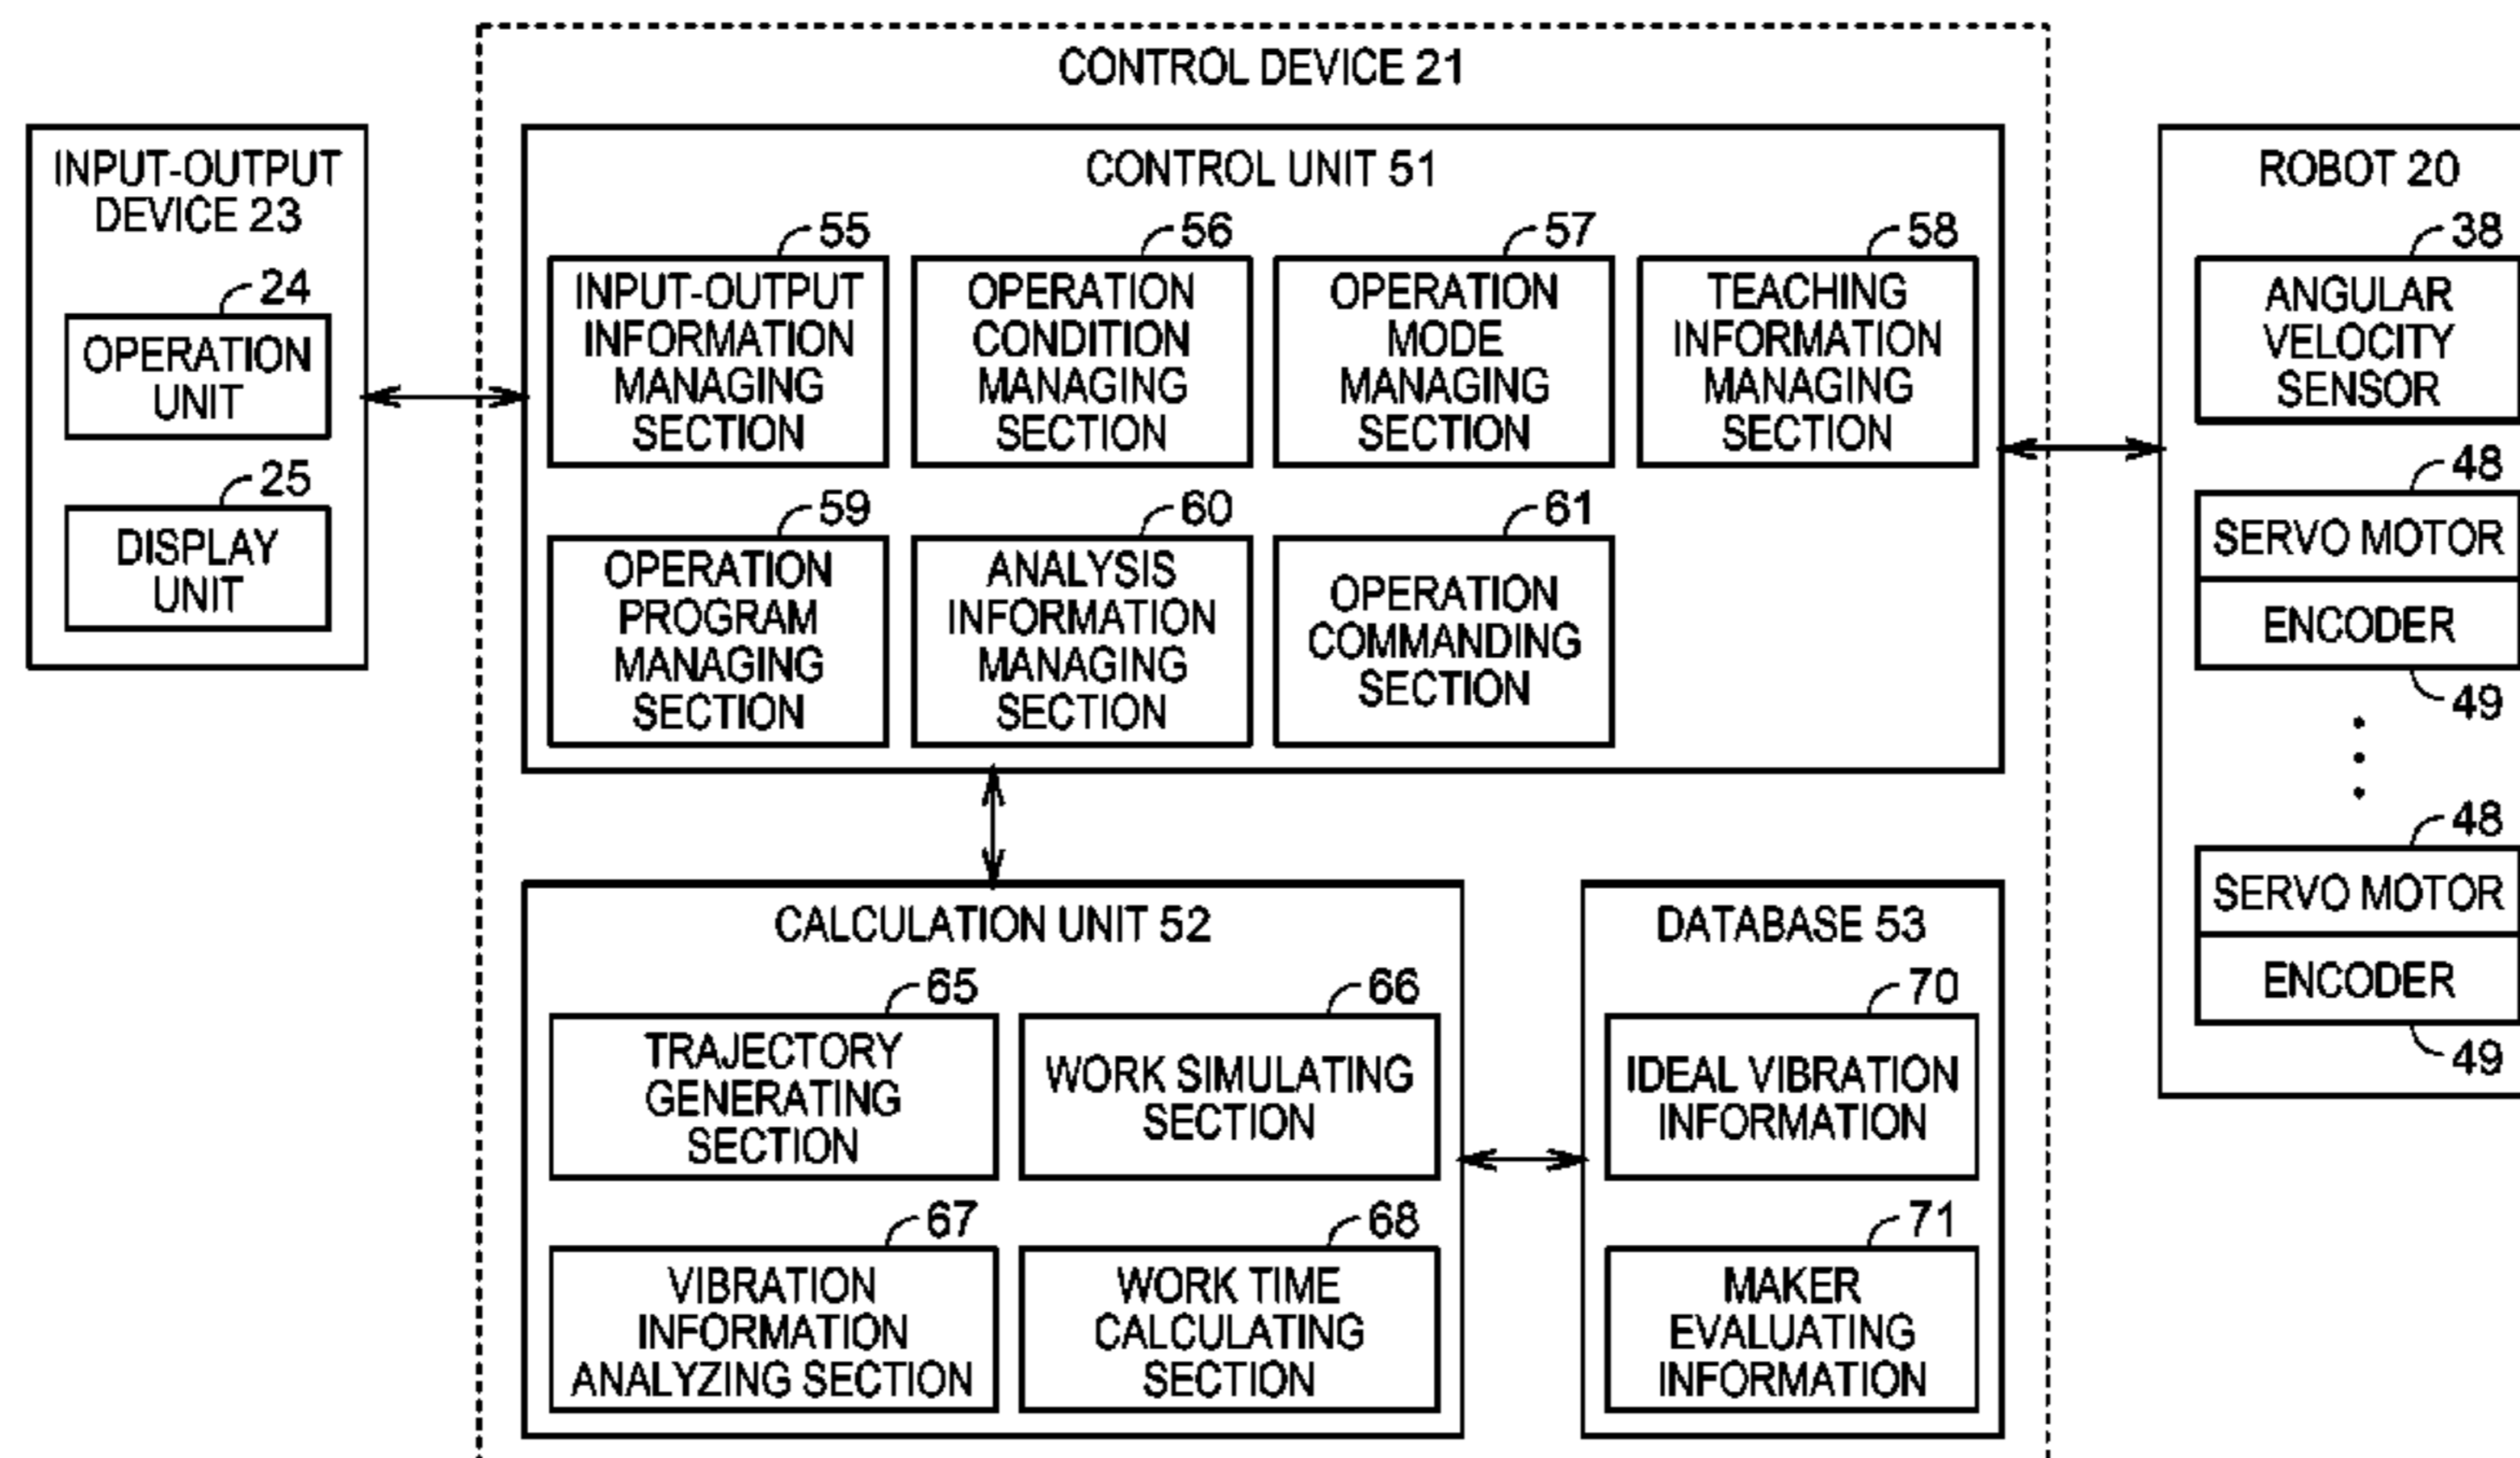 CONTROL DEVICE 21
INPUT-OUTPUT
DEVICE 23
24
OPERATION
UNIT
25
DISPLAY
UNIT
CONTROL UNIT 51
55
INPUT-OUTPUT
INFORMATION
MANAGING
SECTION
56
OPERATION
CONDITION
MANAGING
SECTION
57
OPERATION
MODE
MANAGING
SECTION
58
TEACHING
INFORMATION
MANAGING
SECTION
59
OPERATION
PROGRAM
MANAGING
SECTION
60
ANALYSIS
INFORMATION
MANAGING
SECTION
61
OPERATION
COMMANDING
SECTION
CALCULATION UNIT 52
65
TRAJECTORY
GENERATING
SECTION
66
WORK SIMULATING
SECTION
67
VIBRATION
INFORMATION
ANALYZING SECTION
68
WORK TIME
CALCULATING
SECTION
DATABASE 53
70
IDEAL VIBRATION
INFORMATION
71
MAKER
EVALUATING
INFORMATION
ROBOT 20
38
ANGULAR
VELOCITY
SENSOR
48
SERVO MOTOR
ENCODER
49
48
SERVO MOTOR
ENCODER
49